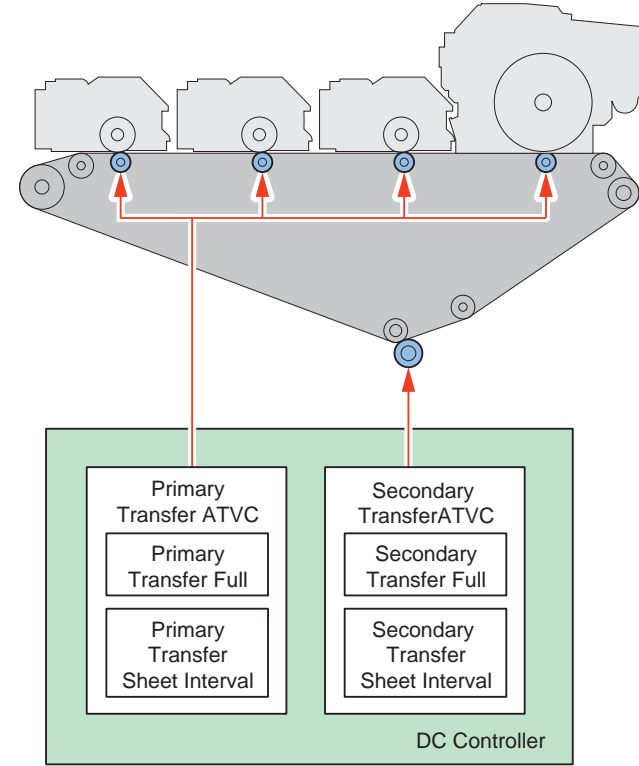 Primary
Transfer ATVC
Primary
Transfer Full
Primary
Transfer
Sheet Interval
Secondary
TransferATVC
Secondary
Transfer Full
Secondary
Transfer
Sheet Interval
DC Controller